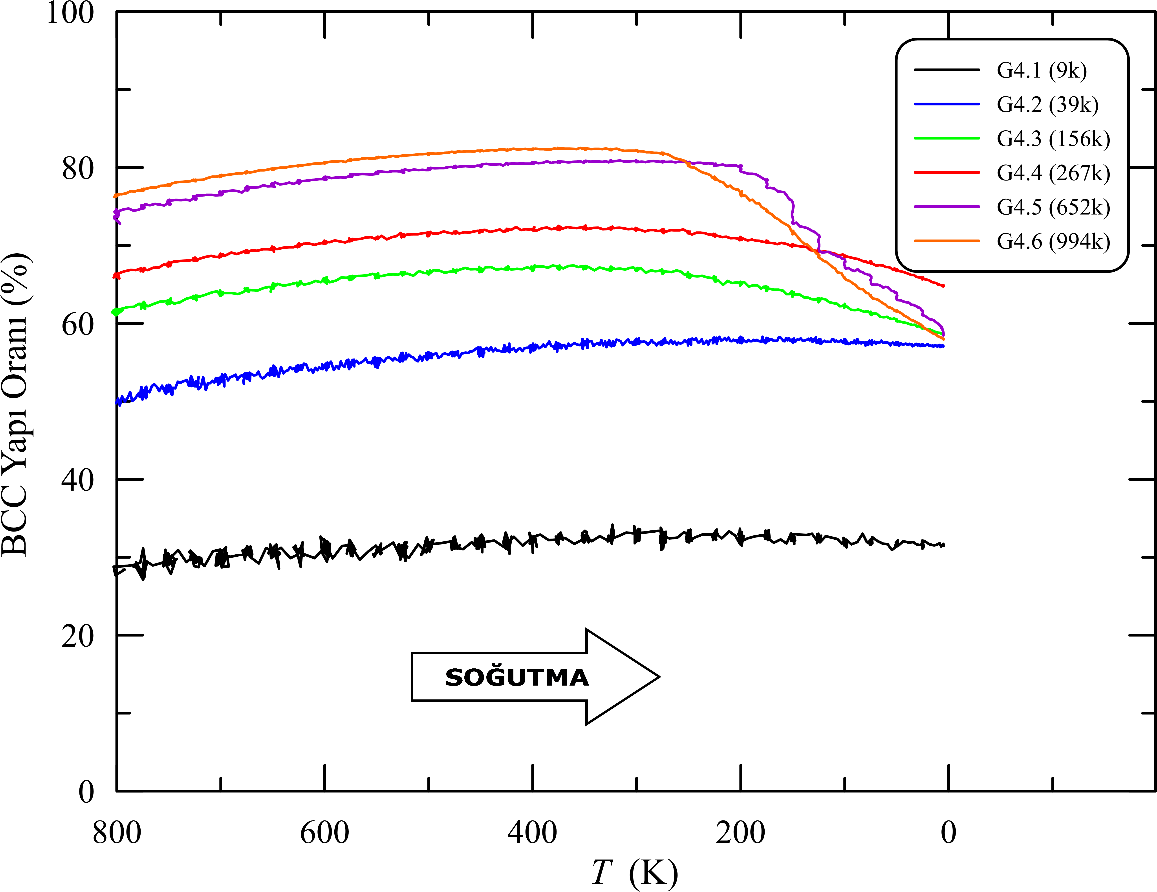 100
80
60
40
20
0
BCC Yapı Oranı (%)
G4.1 (9k)
G4.2 (39k)
G4.3 (156k)
G4.4 (267k)
G4.5 (652k)
G4.6 (994k)
SOĞUTMA
800 600 400 200 0
T (K)